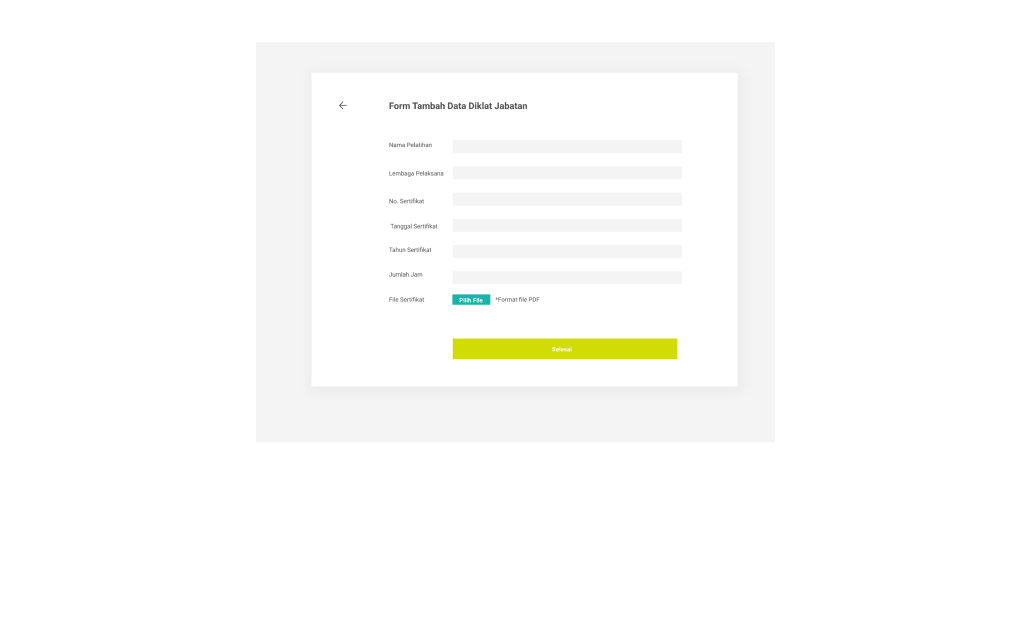 Form Tambah Data Diklat Jabatan
Nama Pelatihan
Lembaga Pelaksana
No. Sertifikat
Tanggal Sertifikat
Tahun Sertifikat
Jumlah Jam
File Sertifikat Pilih File *Format file PDF
Selesai